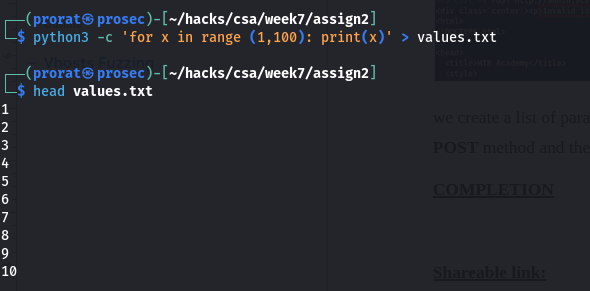 ┌──(prorat㉿prosec)-[~/hacks/csa/week7/assign2]
└─$ python3 -c 'for x in range (1,100): print(x)' > values.txt
┌──(prorat㉿prosec)-[~/hacks/csa/week7/assign2]
└─$ head values.txt
1
2
3
4
5
6
7
8
9
10
we create a list of para
POST method and the
COMPLETION
Shareable link: